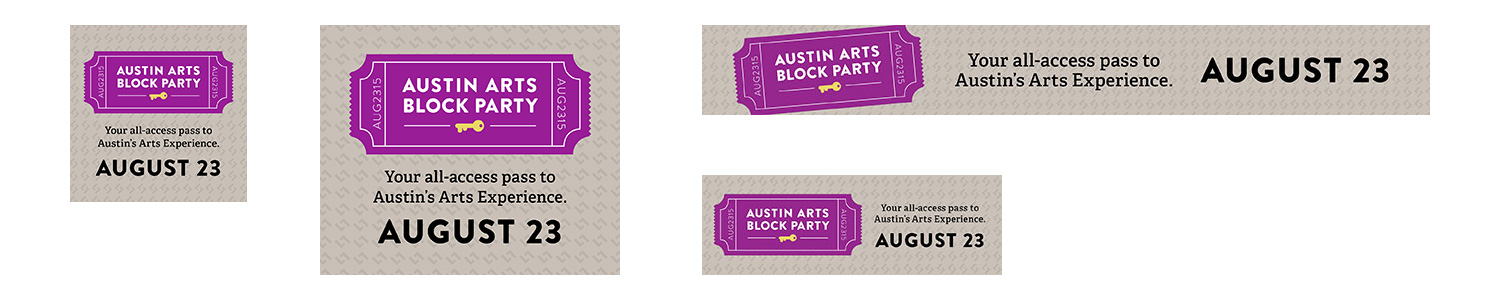 AUG2315
AUSTIN ARTS
BLOCK PARTY
AUG2315
Your all-access pass to
Austin's Arts Experience.
AUGUST 23
AUG2315
AUSTIN ARTS
BLOCK PARTY
AUG2315
Your all-access pass to
Austin's Arts Experience.
AUGUST 23
AUG2315
AUSTIN ARTS
BLOCK PARTY
AUG2315
Your all-access pass to
Austin's Arts Experience.
AUGUST 23
AUG2315
AUSTIN ARTS
BLOCK PARTY
AUG2315
Your all-access pass to
Austin's Arts Experience.
AUGUST 23